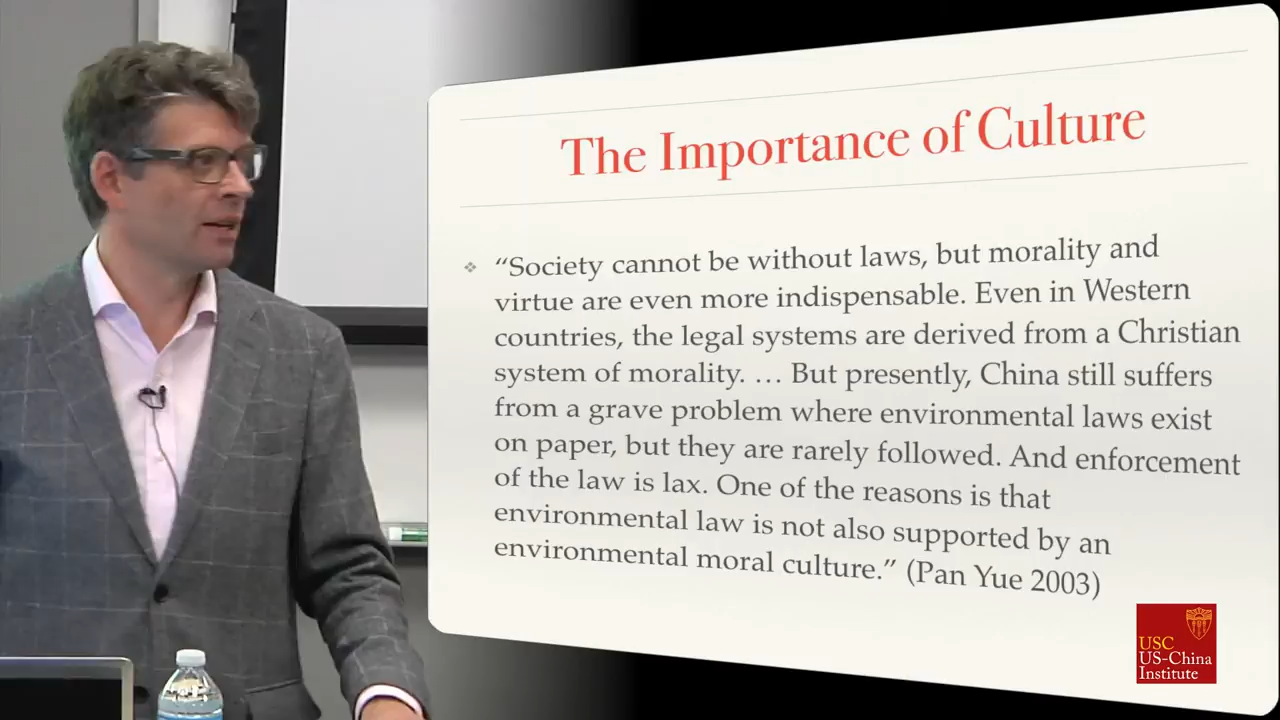 The Importance of Culture
“Society cannot be without laws, but morality and
virtue are even more indispensable. Even in Western
countries, the legal systems are derived from a Christian
system of morality. … But presently, China still suffers
from a grave problem where environmental laws exist
on paper, but they are rarely followed. And enforcement
of the law is lax. One of the reasons is that
environmental law is not also supported by an
environmental moral culture.” (Pan Yue 2003)
USC
US-China
Institute